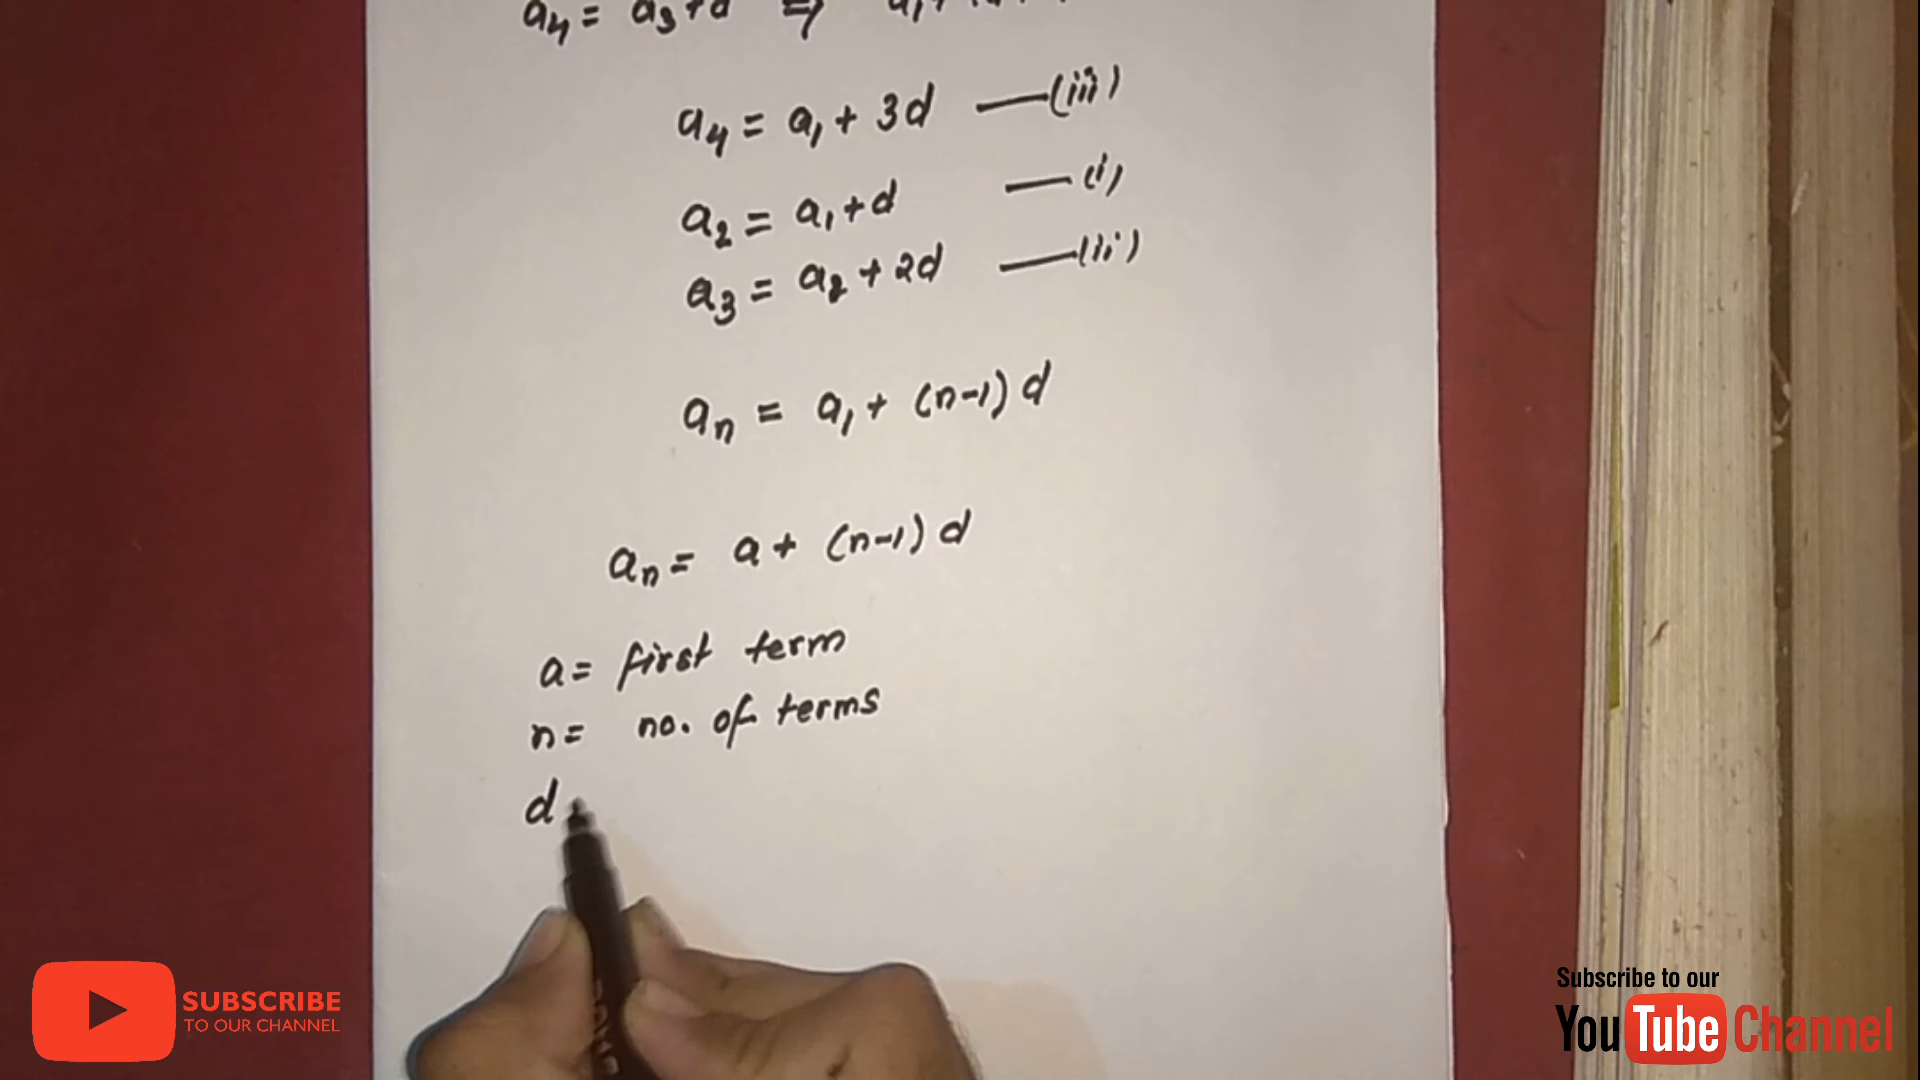 a₄ = a₃ + d ⇒ a₁ +
a₄ = a₁ + 3d —(iii)
a₂ = a₁ + d —(i)
a₃ = a₂ + 2d —(ii)
aₙ = a₁ + (n-1) d
aₙ = a + (n-1) d
a = first term
n = no. of terms
d
SUBSCRIBE
TO OUR CHANNEL
Subscribe to our
YouTube Channel